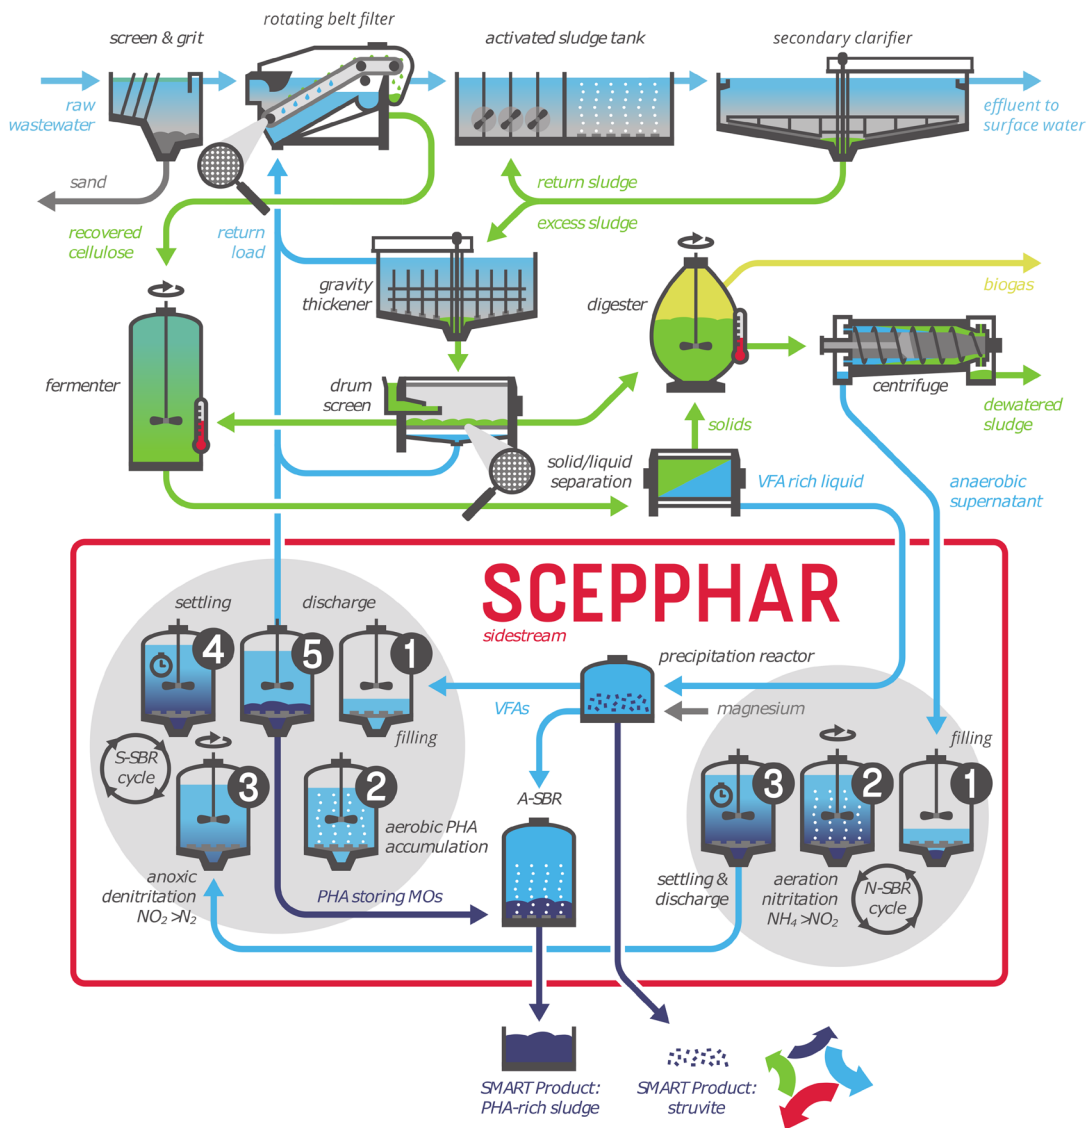 rotating belt filter
screen & grit
activated sludge tank
secondary clarifier
raw
wastewater
effluent to
surface water
sand
return sludge
excess sludge
recovered
cellulose
return
load
gravity
thickener
digester
biogas
fermenter
drum
screen
centrifuge
dewatered
sludge
solids
solid/liquid
separation
VFA rich liquid
anaerobic
supernatant
SCEPPHAR
sidestream
settling
discharge
4
5
1
filling
precipitation reactor
VFAs
magnesium
S-SBR
cycle
3
2
aerobic PHA
accumulation
anoxic
denitritation
NO₂ >N₂
PHA storing MOs
A-SBR
filling
3
2
1
settling &
discharge
aeration
nitritation
NH₄ >NO₂
N-SBR
cycle
SMART Product:
PHA-rich sludge
SMART Product:
struvite